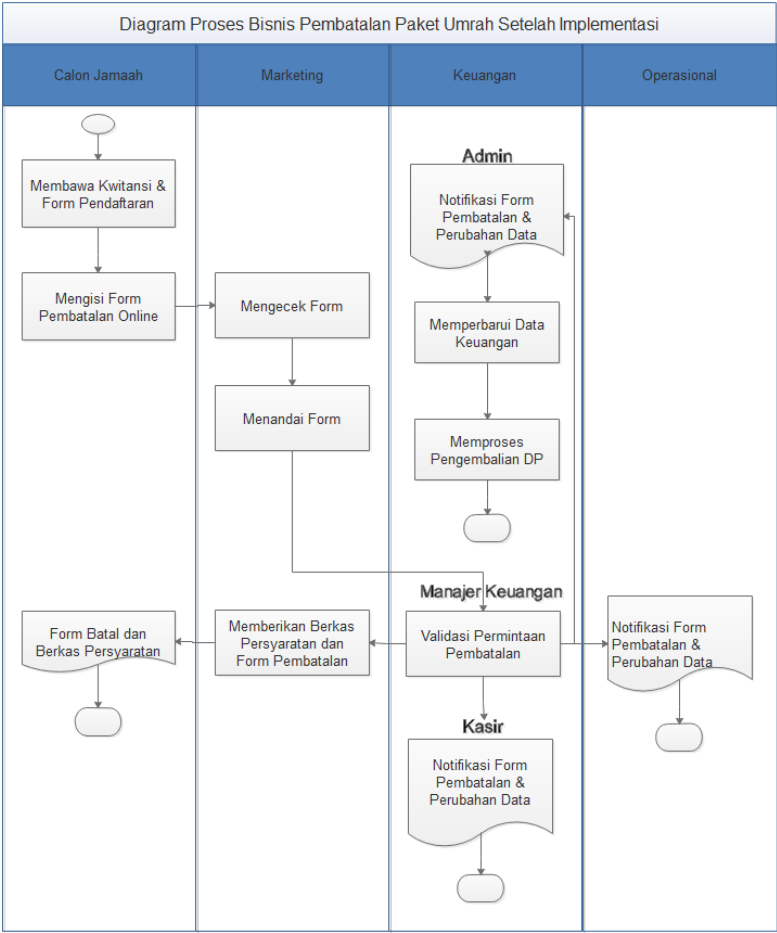 Diagram Proses Bisnis Pembatalan Paket Umrah Setelah Implementasi
Calon Jamaah
Marketing
Keuangan
Operasional
Membawa Kwitansi &
Form Pendaftaran
Mengisi Form
Pembatalan Online
Mengecek Form
Menandai Form
Admin
Notifikasi Form
Pembatalan &
Perubahan Data
Memperbarui Data
Keuangan
Memproses
Pengembalian DP
Manajer Keuangan
Validasi Permintaan
Pembatalan
Memberikan Berkas
Persyaratan dan
Form Pembatalan
Form Batal dan
Berkas Persyaratan
Notifikasi Form
Pembatalan &
Perubahan Data
Kasir
Notifikasi Form
Pembatalan &
Perubahan Data